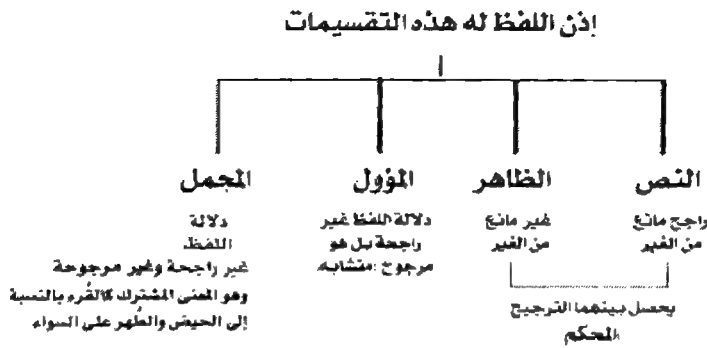 إذن اللفظ له هذه التقسيمات
النص
راجح مانع
من الغير
الظاهر
غير مانع
من الغير
يحصل بينهما الترجيح
المحكم
المؤول
دلالة اللفظ غير
راجحة بل هو
مرجوح: متشابه
المجمل
دلالة
اللفظ
غير راجحة وغير مرجوحة
وهو المعنى المشترك كالقُرء بالنسبة
إلى الحيض والطُهر على السواء